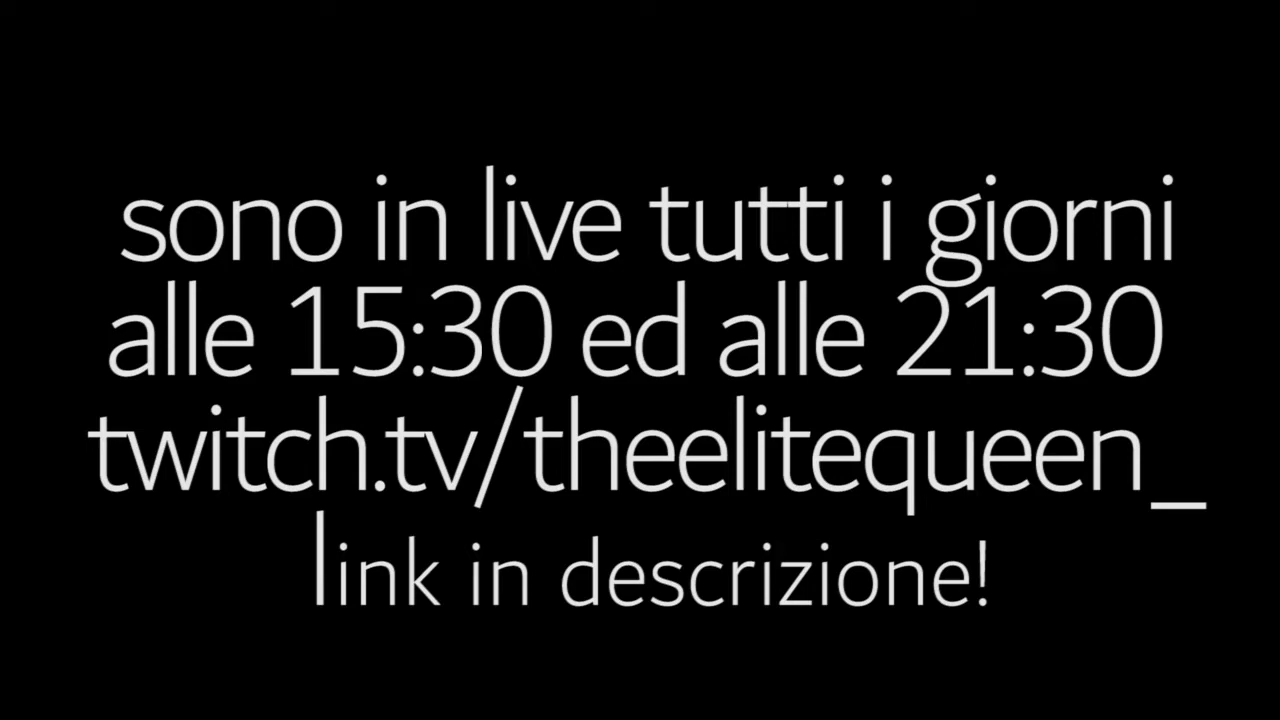 sono in live tutti i giorni
alle 15:30 ed alle 21:30
twitch.tv/theelitequeen_
link in descrizione!